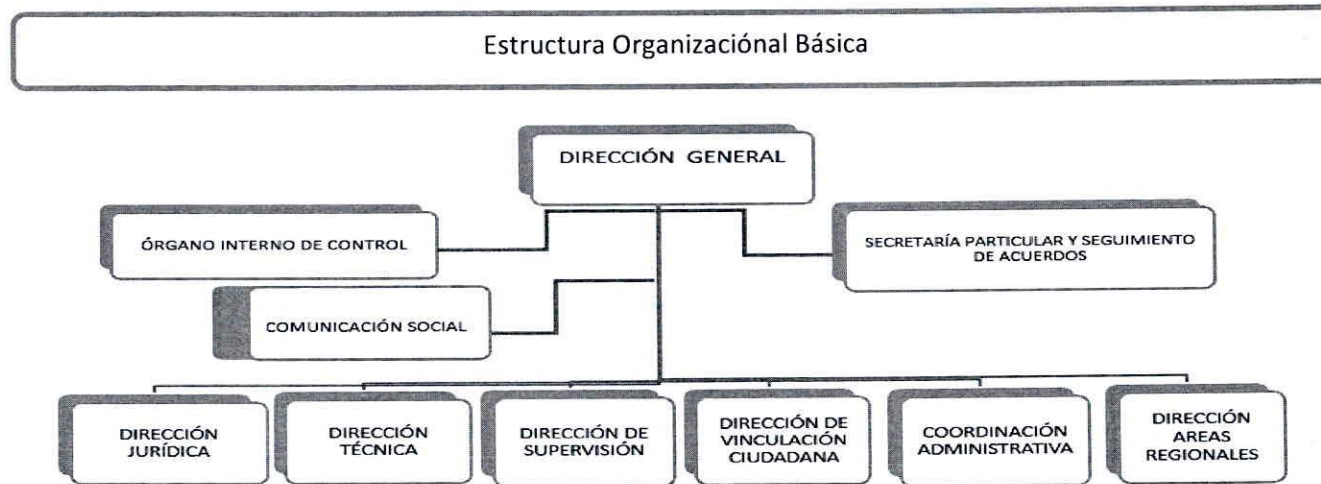 Estructura Organizaciónal Básica
DIRECCIÓN GENERAL
ÓRGANO INTERNO DE CONTROL
SECRETARÍA PARTICULAR Y SEGUIMIENTO
DE ACUERDOS
COMUNICACIÓN SOCIAL
DIRECCIÓN
JURÍDICA
DIRECCIÓN
TÉCNICA
DIRECCIÓN DE
SUPERVISIÓN
DIRECCIÓN DE
VINCULACIÓN
CIUDADANA
COORDINACIÓN
ADMINISTRATIVA
DIRECCIÓN
AREAS
REGIONALES